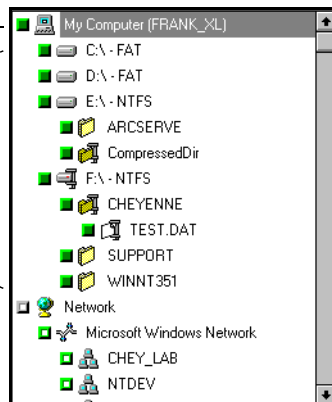 My Computer (FRANK_XL)
C:\ - FAT
D:\ - FAT
E:\ - NTFS
ARCSERVE
CompressedDir
F:\ - NTFS
CHEYENNE
TEST.DAT
SUPPORT
WINNT351
Network
Microsoft Windows Network
CHEY_LAB
NTDEV